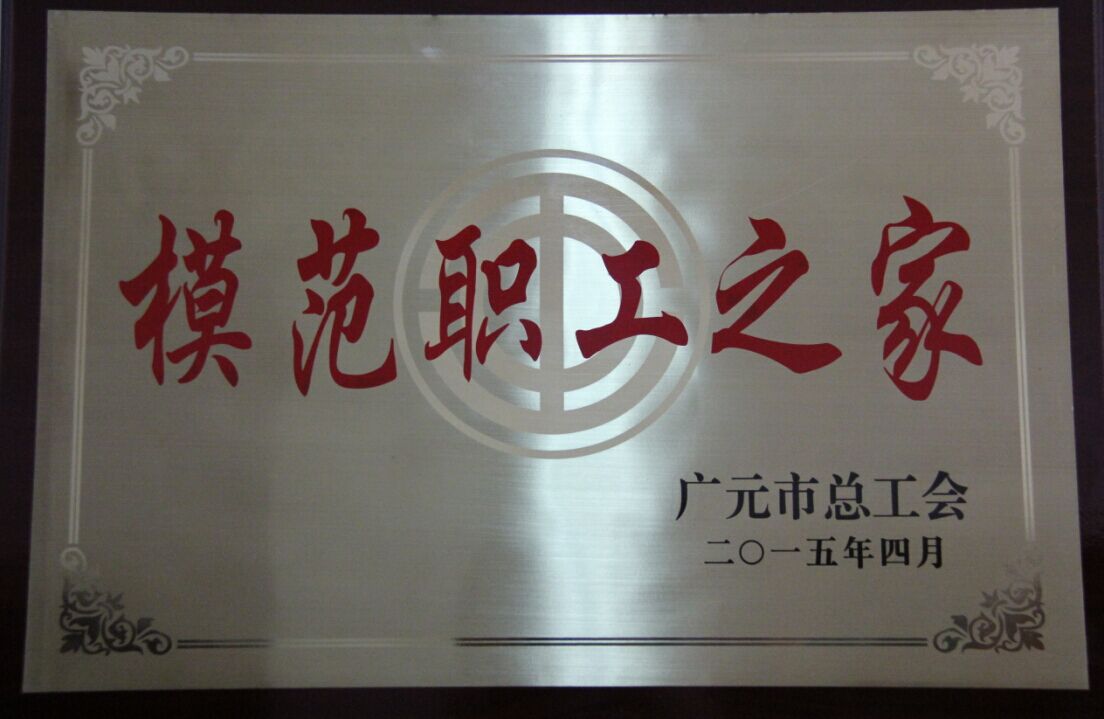 模范职工之家
广元市总工会
二〇一五年四月